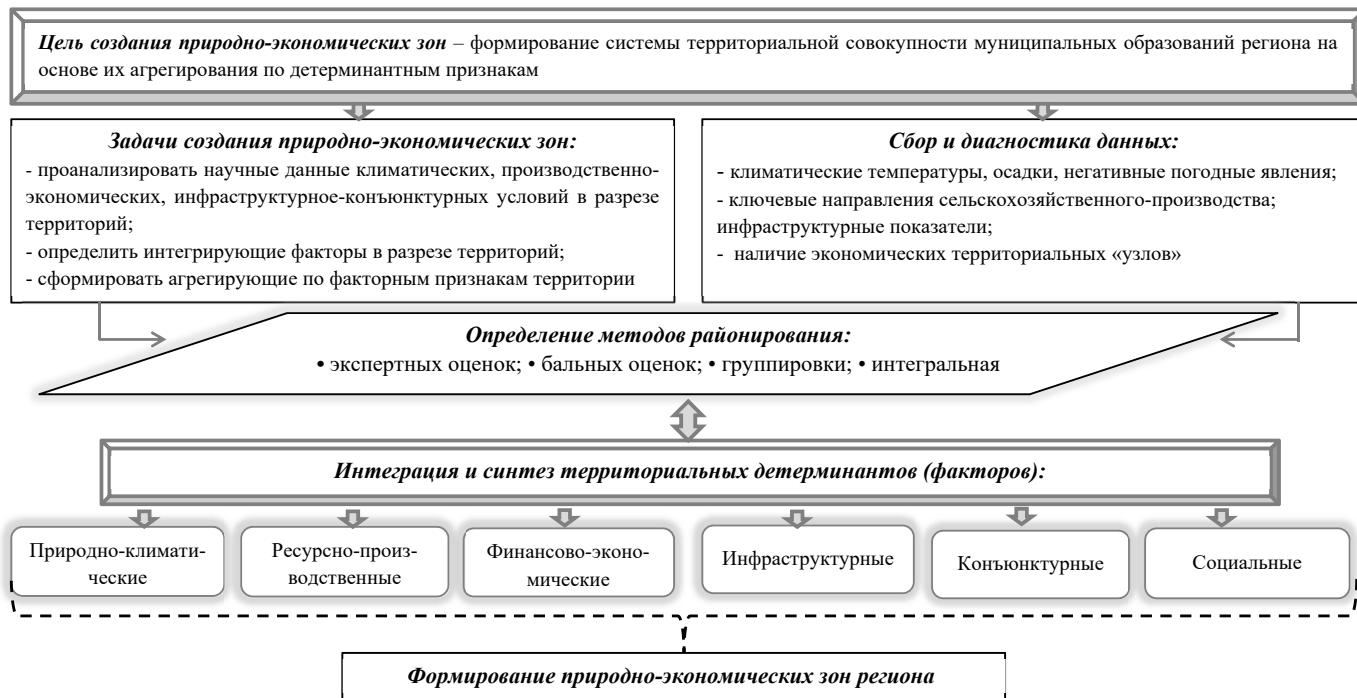 Цель создания природно-экономических зон – формирование системы территориальной совокупности муниципальных образований региона на
основе их агрегирования по детерминантным признакам
Задачи создания природно-экономических зон:
- проанализировать научные данные климатических, производственно-
экономических, инфраструктурное-конъюнктурных условий в разрезе
территорий;
- определить интегрирующие факторы в разрезе территорий;
- сформировать агрегирующие по факторным признакам территории
Сбор и диагностика данных:
- климатические температуры, осадки, негативные погодные явления;
- ключевые направления сельскохозяйственного-производства;
инфраструктурные показатели;
- наличие экономических территориальных «узлов»
Определение методов районирования:
• экспертных оценок; • бальных оценок; • группировки; • интегральная
Интеграция и синтез территориальных детерминантов (факторов):
Природно-климати-
ческие
Ресурсно-произ-
водственные
Финансово-эконо-
мические
Инфраструктурные
Конъюнктурные
Социальные
Формирование природно-экономических зон региона